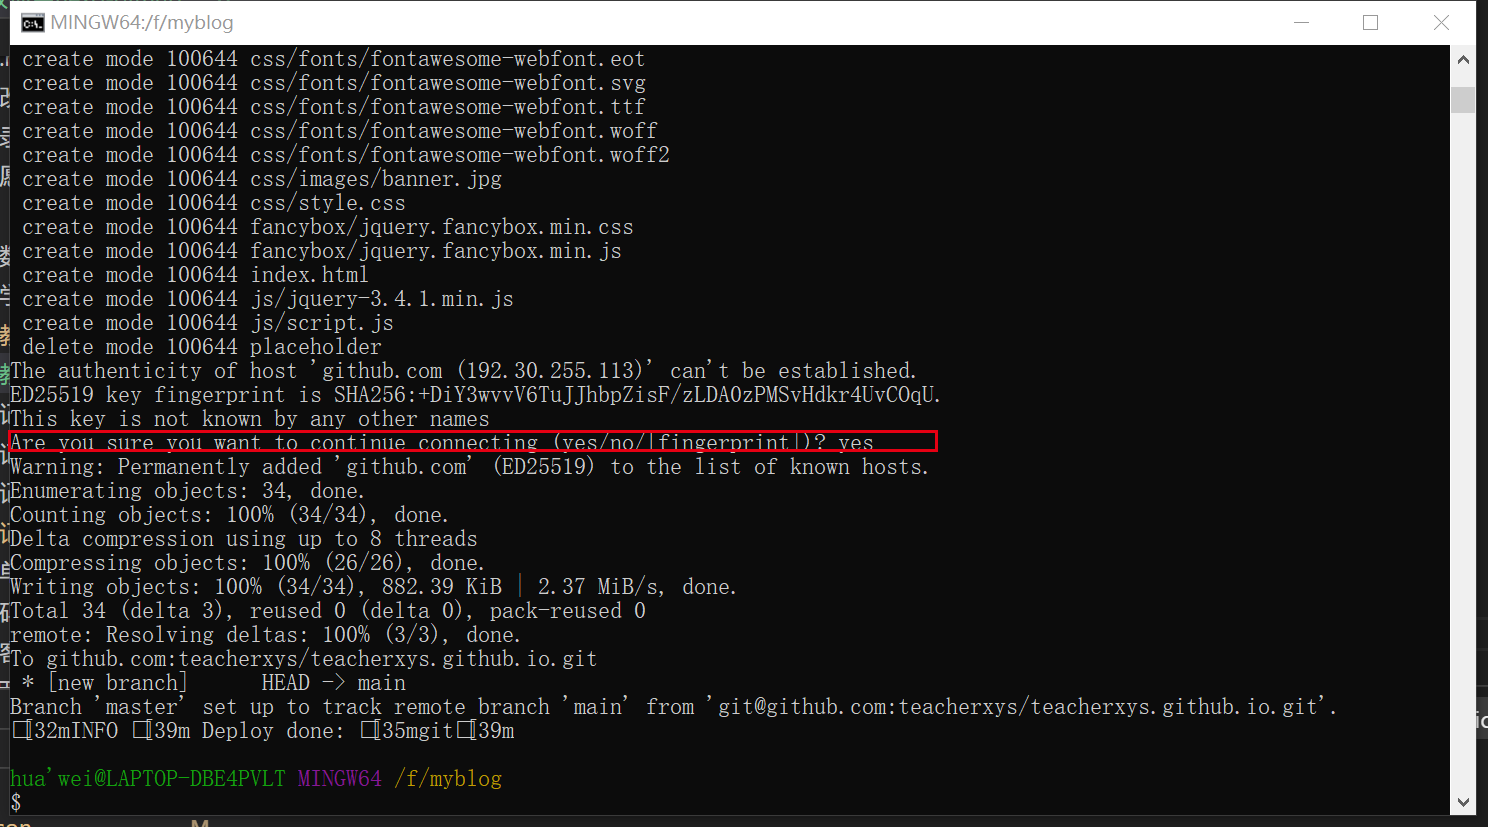 MINGW64:/f/myblog
create mode 100644 css/fonts/fontawesome-webfont.eot
create mode 100644 css/fonts/fontawesome-webfont.svg
create mode 100644 css/fonts/fontawesome-webfont.ttf
create mode 100644 css/fonts/fontawesome-webfont.woff
create mode 100644 css/fonts/fontawesome-webfont.woff2
create mode 100644 css/images/banner.jpg
create mode 100644 css/style.css
create mode 100644 fancybox/jquery.fancybox.min.css
create mode 100644 fancybox/jquery.fancybox.min.js
create mode 100644 index.html
create mode 100644 js/jquery-3.4.1.min.js
create mode 100644 js/script.js
delete mode 100644 placeholder
The authenticity of host 'github.com (192.30.255.113)' can't be established.
ED25519 key fingerprint is SHA256:+DiY3wvvV6TuJJhbpZisF/zLDA0zPMSvHdkr4UvCOqU.
This key is not known by any other names
Are you sure you want to continue connecting (yes/no/[fingerprint])? yes
Warning: Permanently added 'github.com' (ED25519) to the list of known hosts.
Enumerating objects: 34, done.
Counting objects: 100% (34/34), done.
Delta compression using up to 8 threads
Compressing objects: 100% (26/26), done.
Writing objects: 100% (34/34), 882.39 KiB | 2.37 MiB/s, done.
Total 34 (delta 3), reused 0 (delta 0), pack-reused 0
remote: Resolving deltas: 100% (3/3), done.
To github.com:teacherxys/teacherxys.github.io.git
* [new branch]      HEAD -> main
Branch 'master' set up to track remote branch 'main' from 'git@github.com:teacherxys/teacherxys.github.io.git'.
□[32mINFO □[39m Deploy done: □[35mgit□[39m
hua'wei@LAPTOP-DBE4PVLT MINGW64 /f/myblog
$